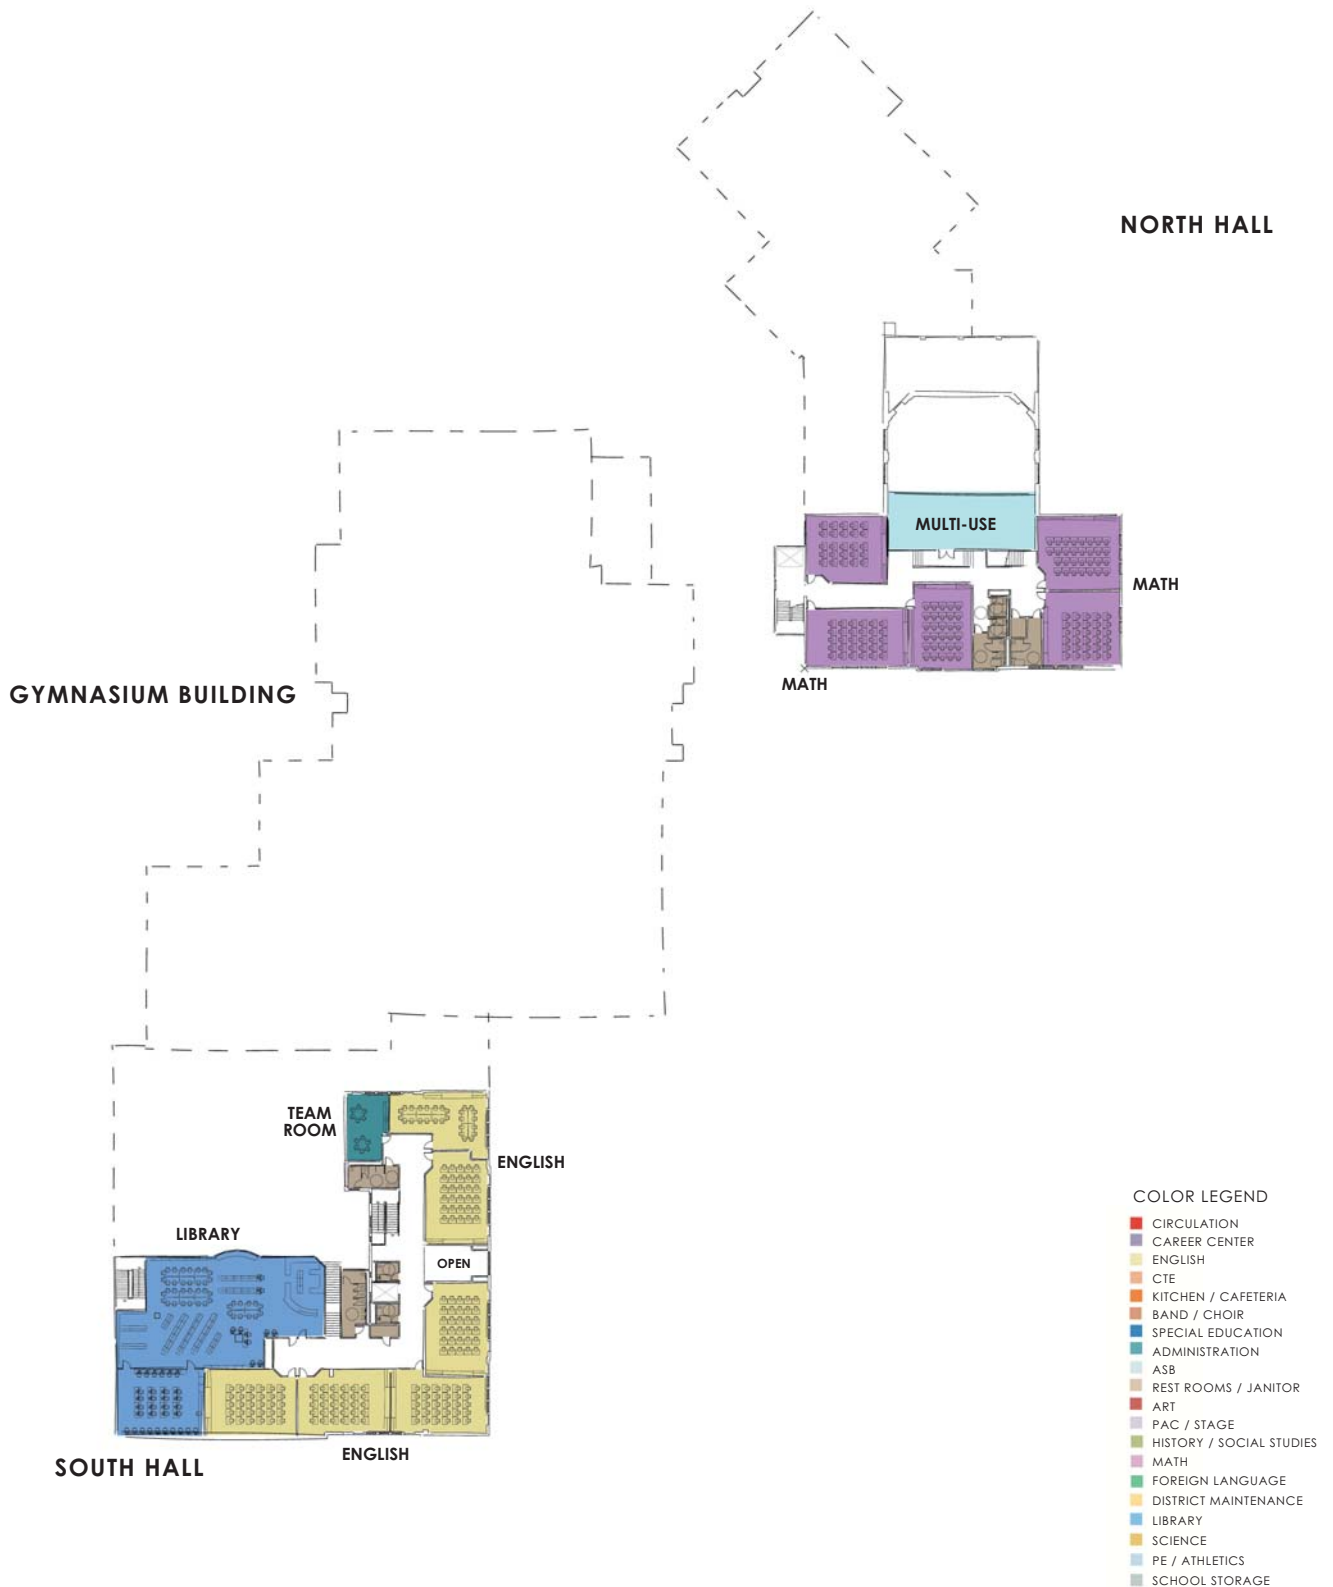 NORTH HALL
MULTI-USE
MATH
MATH
GYMNASIUM BUILDING
TEAM
ROOM
ENGLISH
LIBRARY
OPEN
ENGLISH
SOUTH HALL
COLOR LEGEND
CIRCULATION
CAREER CENTER
ENGLISH
CTE
KITCHEN / CAFETERIA
BAND / CHOIR
SPECIAL EDUCATION
ADMINISTRATION
ASB
REST ROOMS / JANITOR
ART
PAC / STAGE
HISTORY / SOCIAL STUDIES
MATH
FOREIGN LANGUAGE
DISTRICT MAINTENANCE
LIBRARY
SCIENCE
PE / ATHLETICS
SCHOOL STORAGE